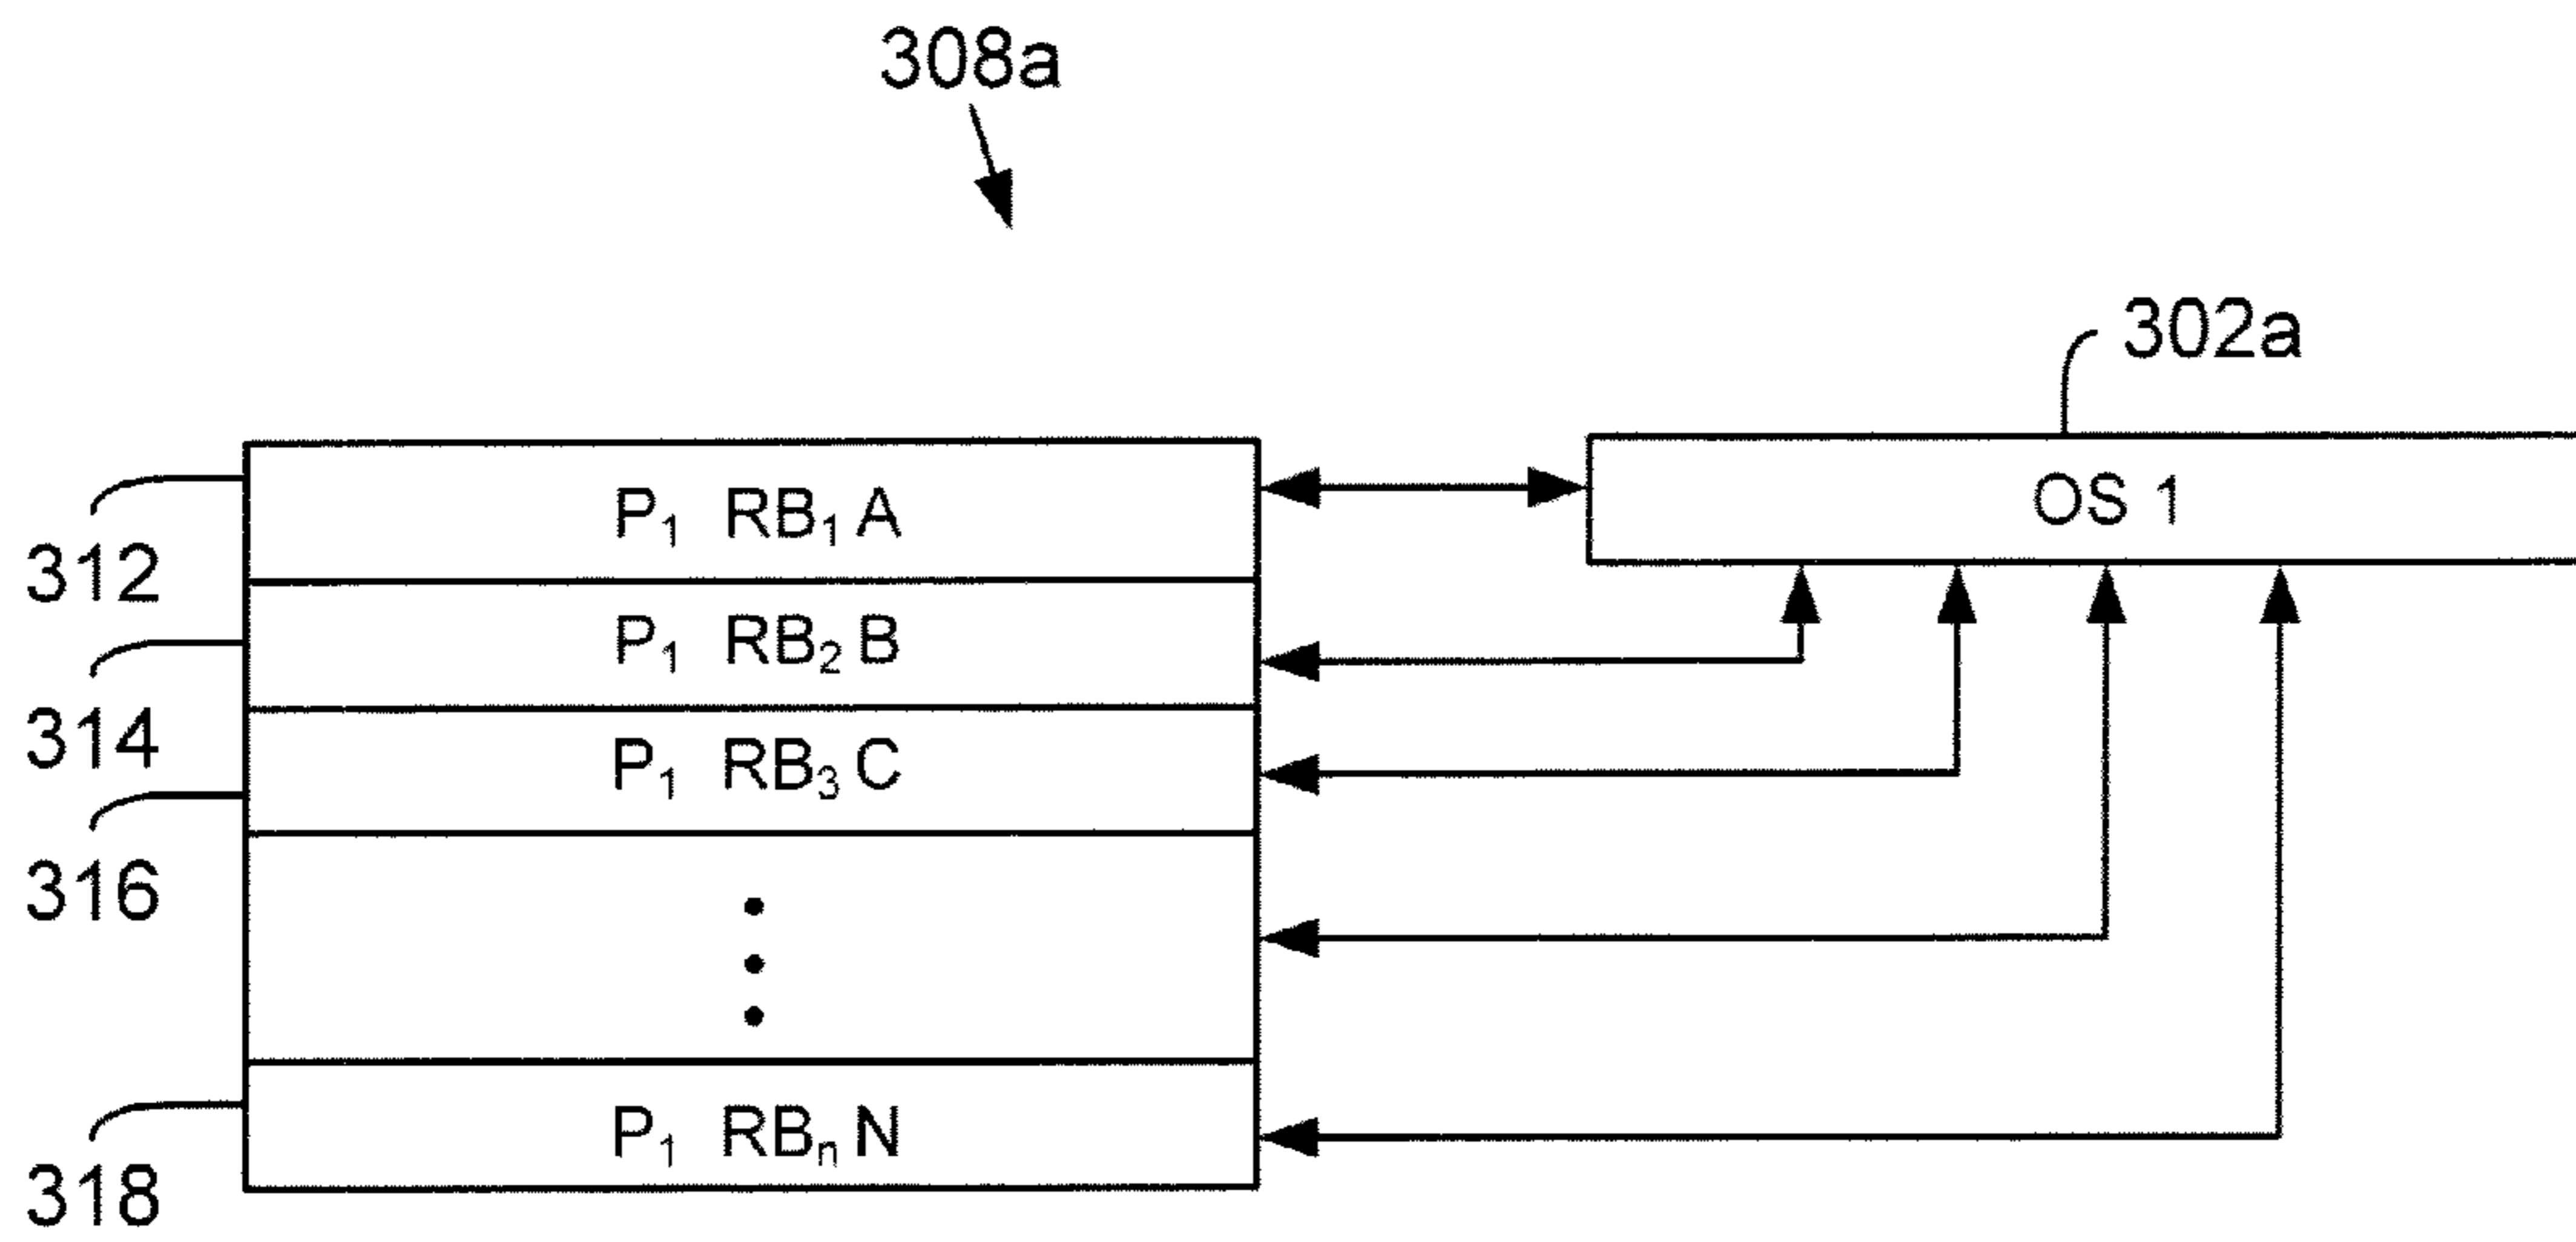 308a
302a
P₁ RB₁ A
OS 1
312
P₁ RB₂ B
314
P₁ RB₃ C
316
P₁ RBₙ N
318